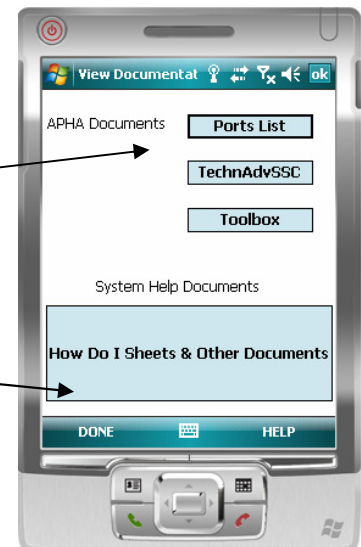 View Documentat ok
APHA Documents Ports List
TechnAdvSSC
Toolbox
System Help Documents
How Do I Sheets & Other Documents
DONE HELP